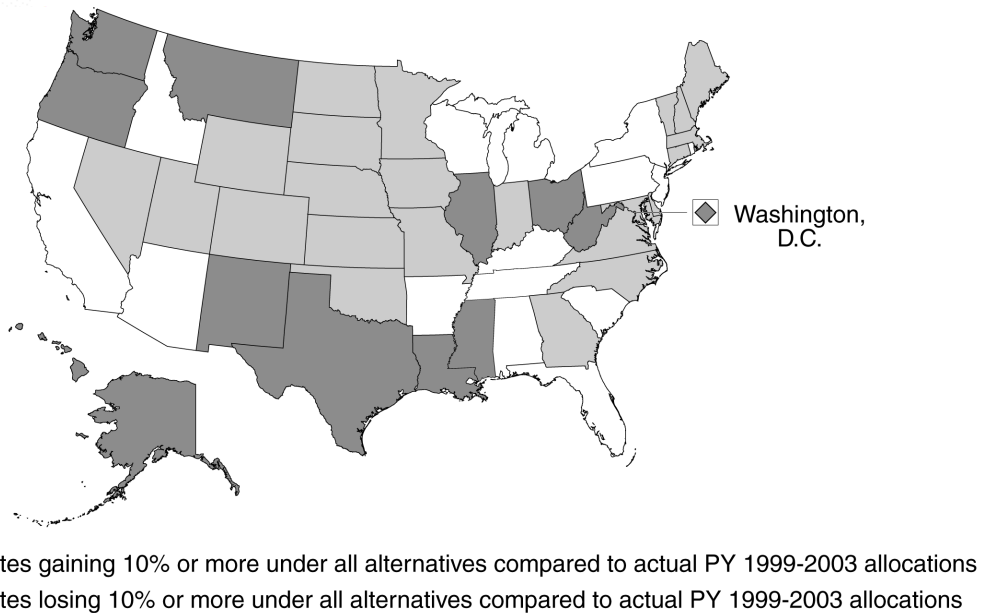 Washington,
D.C.
tes gaining 10% or more under all alternatives compared to actual PY 1999-2003 allocations
tes losing 10% or more under all alternatives compared to actual PY 1999-2003 allocations